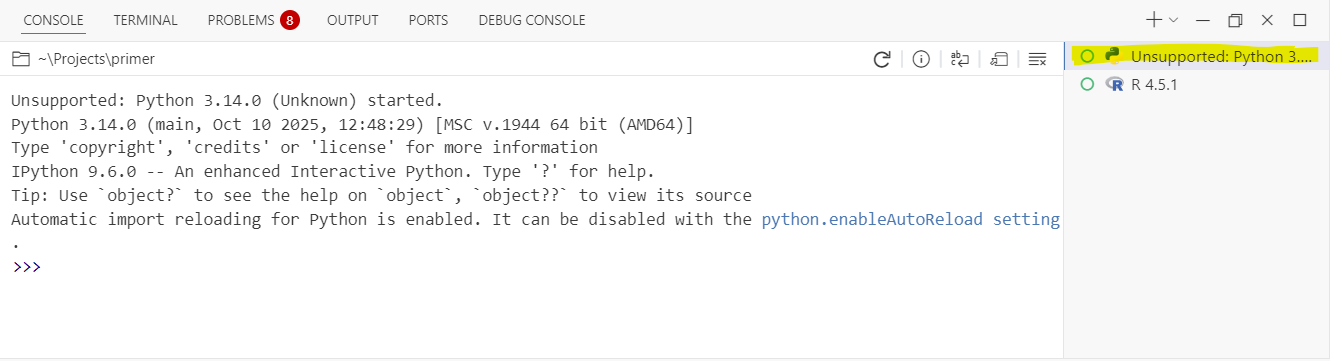 CONSOLE TERMINAL PROBLEMS 8 OUTPUT PORTS DEBUG CONSOLE
~\Projects\primer
Unsupported: Python 3.14.0 (Unknown) started.
Python 3.14.0 (main, Oct 10 2025, 12:48:29) [MSC v.1944 64 bit (AMD64)]
Type 'copyright', 'credits' or 'license' for more information
IPython 9.6.0 -- An enhanced Interactive Python. Type '?' for help.
Tip: Use `object?` to see the help on `object`, `object??` to view its source
Automatic import reloading for Python is enabled. It can be disabled with the python.enableAutoReload setting
.
>>>
Unsupported: Python 3....
R 4.5.1